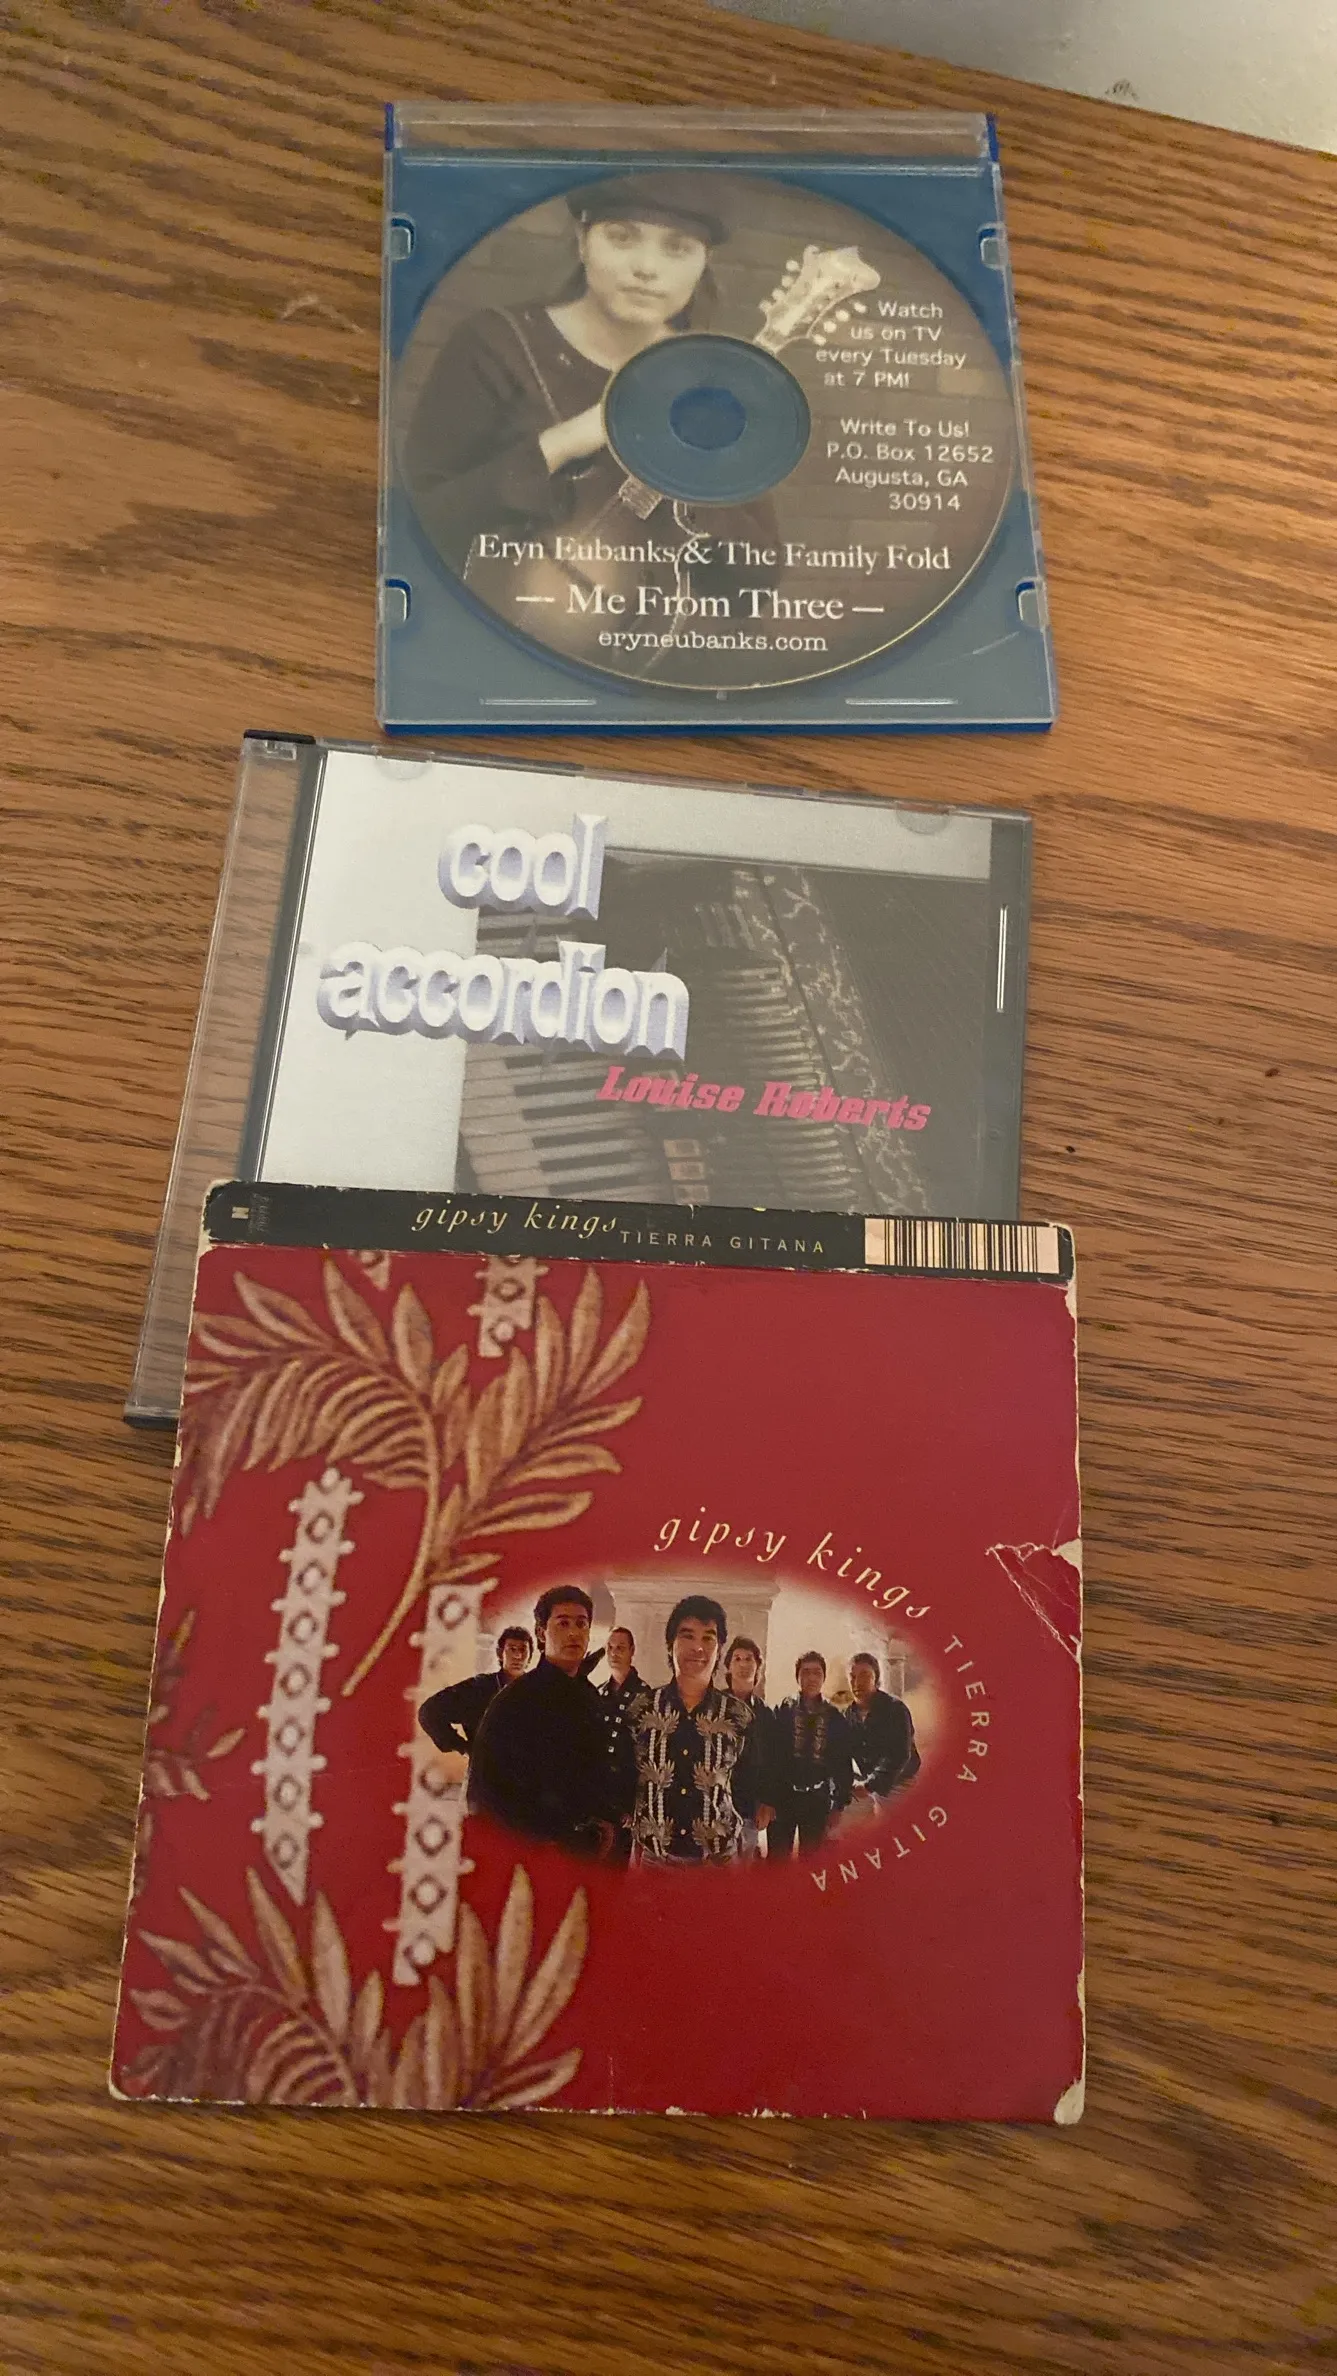 Watch
us on TV
every Tuesday
at 7 PM!
Write To Us!
P.O. Box 12652
Augusta, GA
30914
Eryn Eubanks & The Family Fold
— Me From Three —
eryneubanks.com
cool
accordion
Louise Roberts
gipsy kings TIERRA GITANA
gipsy kings
TIERRA GITANA